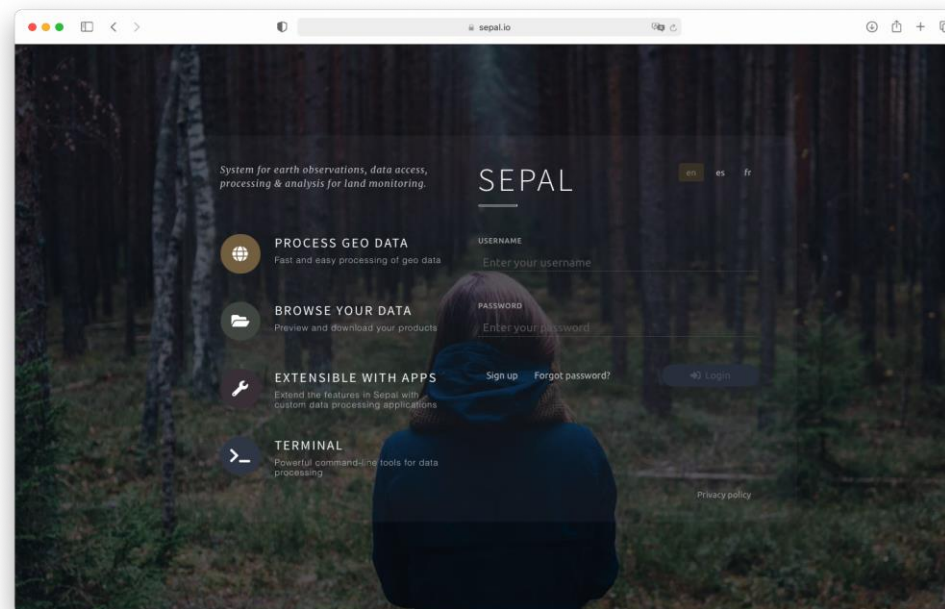 sepal.io
System for earth observations, data access,
processing & analysis for land monitoring.
PROCESS GEO DATA
Fast and easy processing of geo data
BROWSE YOUR DATA
Preview and download your products
EXTENSIBLE WITH APPS
Extend the features in Sepal with
custom data processing applications
TERMINAL
Powerful command-line tools for data
processing
SEPAL
en es fr
USERNAME
Enter your username
PASSWORD
Enter your password
Sign up Forgot password? Login
Privacy policy